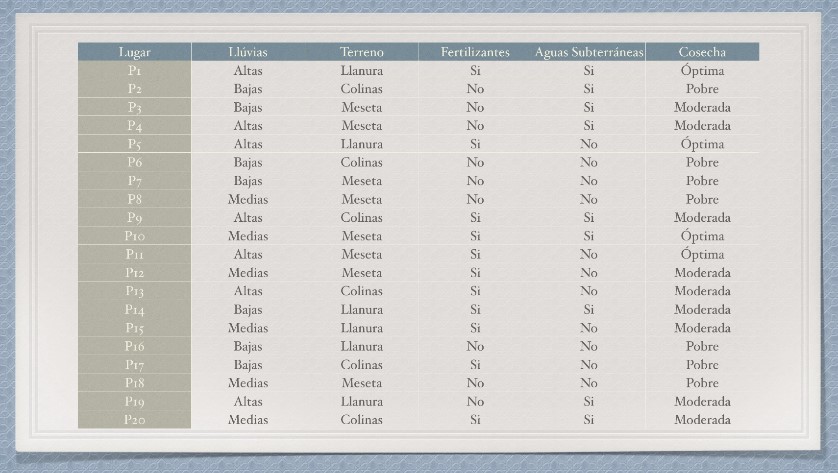 Lugar Llúvias Terreno Fertilizantes Aguas Subterráneas Cosecha
P1 Altas Llanura Si Si Óptima
P2 Bajas Colinas No Si Pobre
P3 Bajas Meseta No Si Moderada
P4 Altas Meseta No Si Moderada
P5 Altas Llanura Si No Óptima
P6 Bajas Colinas No No Pobre
P7 Bajas Meseta No No Pobre
P8 Medias Meseta No No Pobre
P9 Altas Colinas Si Si Moderada
P10 Medias Meseta Si Si Óptima
P11 Altas Meseta Si No Óptima
P12 Medias Meseta Si No Moderada
P13 Altas Colinas Si No Moderada
P14 Bajas Llanura Si Si Moderada
P15 Medias Llanura Si No Moderada
P16 Bajas Llanura No No Pobre
P17 Bajas Colinas Si No Pobre
P18 Medias Meseta No No Pobre
P19 Altas Llanura No Si Moderada
P20 Medias Colinas Si Si Moderada